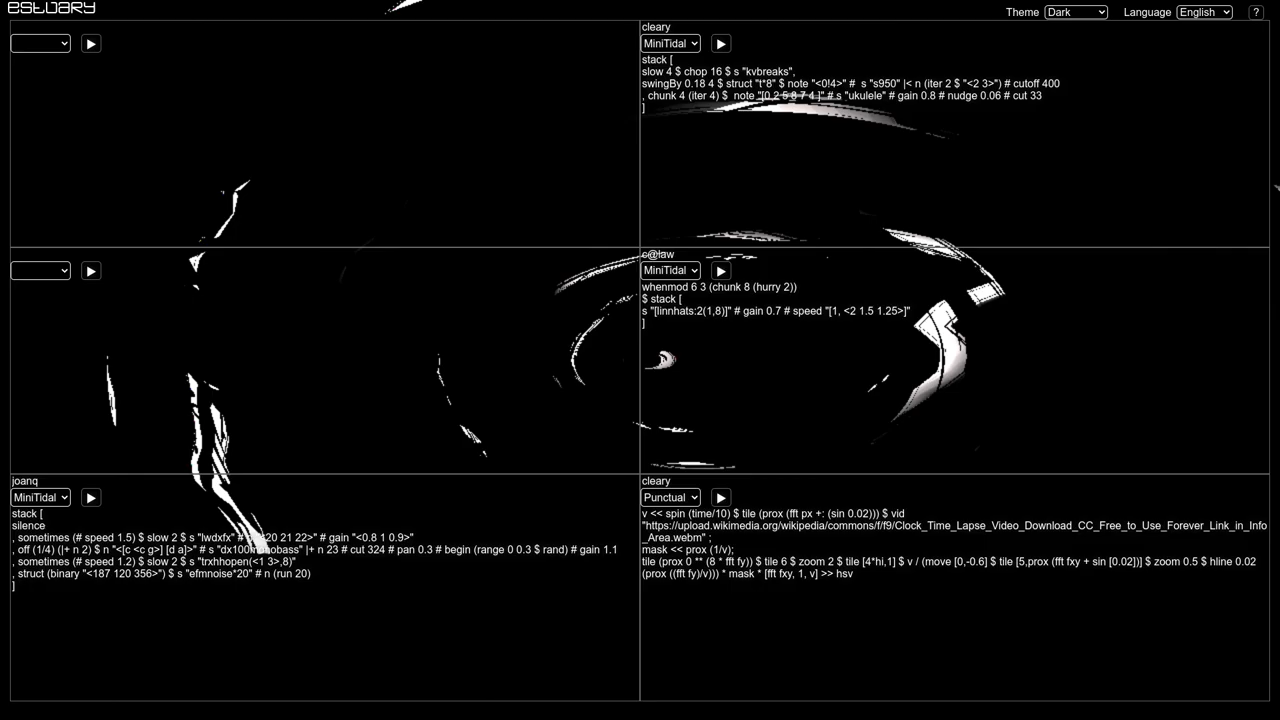 estuary
Theme Dark Language English ?
cleary
MiniTidal
stack [
slow 4 $ chop 16 $ s "kvbreaks",
swingBy 0.18 4 $ struct "t*8" $ note "<0!4>" #  s "s950" |< n (iter 2 $ "<2 3>") # cutoff 400
, chunk 4 (iter 4) $  note "[0 2 5 8 7 4 ]" # s "ukulele" # gain 0.8 # nudge 0.06 # cut 33
]
c@law
MiniTidal
whenmod 6 3 (chunk 8 (hurry 2))
$ stack [
s "[linnhats:2(1,8)]" # gain 0.7 # speed "[1, <2 1.5 1.25>]"
]
joanq
MiniTidal
stack [
silence
, sometimes (# speed 1.5) $ slow 2 $ s "lwdxfx" # "<20 21 22>" # gain "<0.8 1 0.9>"
, off (1/4) (|+ n 2) $ n "<[c <c g>] [d a]>" # s "dx100monobass" |+ n 23 # cut 324 # pan 0.3 # begin (range 0 0.3 $ rand) # gain 1.1
, sometimes (# speed 1.2) $ slow 2 $ s "trxhhopen(<1 3>,8)"
, struct (binary "<187 120 356>") $ s "efmnoise*20" # n (run 20)
]
cleary
Punctual
v << spin (time/10) $ tile (prox (fft px +: (sin 0.02))) $ vid
"https://upload.wikimedia.org/wikipedia/commons/f/f9/Clock_Time_Lapse_Video_Download_CC_Free_to_Use_Forever_Link_in_Info
_Area.webm" ;
mask << prox (1/v);
tile (prox 0 ** (8 * fft fy)) $ tile 6 $ zoom 2 $ tile [4*hi,1] $ v / (move [0,-0.6] $ tile [5,prox (fft fxy + sin [0.02])] $ zoom 0.5 $ hline 0.02
(prox ((fft fy)/v))) * mask * [fft fxy, 1, v] >> hsv